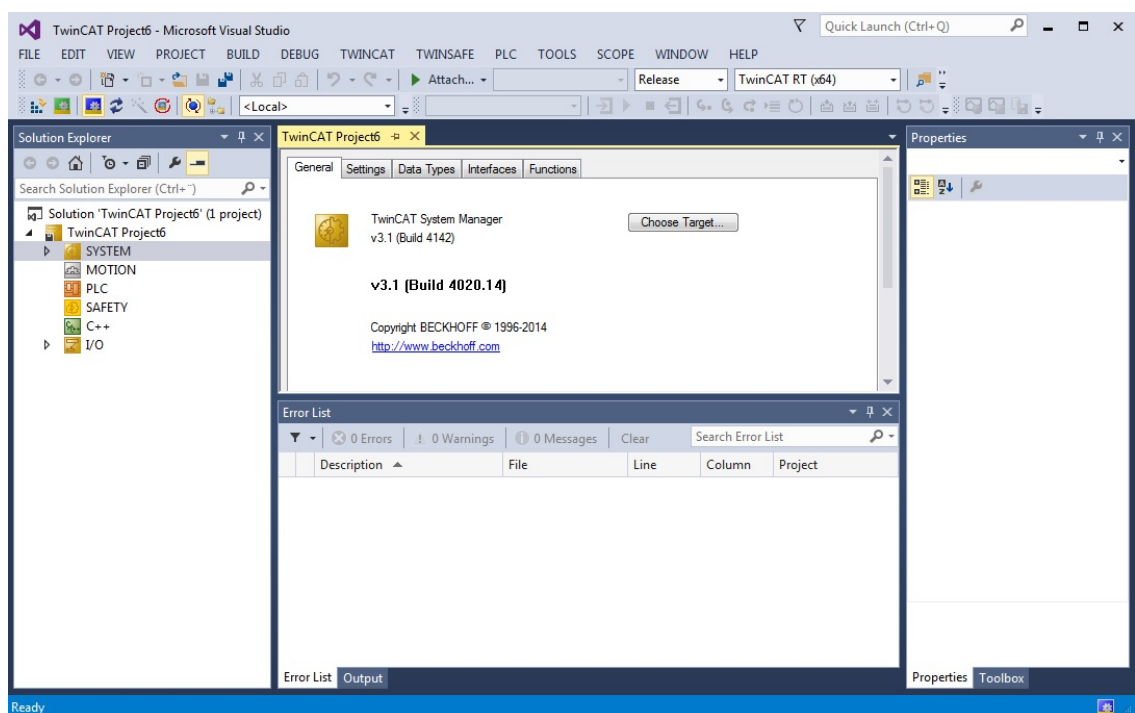 TwinCAT Project6 - Microsoft Visual Studio
Quick Launch (Ctrl+Q)
FILE EDIT VIEW PROJECT BUILD DEBUG TWINCAT TWINSAFE PLC TOOLS SCOPE WINDOW HELP
Attach... Release TwinCAT RT (x64)
<Local>
Solution Explorer
Search Solution Explorer (Ctrl+¨)
Solution 'TwinCAT Project6' (1 project)
TwinCAT Project6
SYSTEM
MOTION
PLC
SAFETY
C++
I/O
TwinCAT Project6
General Settings Data Types Interfaces Functions
TwinCAT System Manager
v3.1 (Build 4142)
Choose Target...
v3.1 (Build 4020.14)
Copyright BECKHOFF © 1996-2014
http://www.beckhoff.com
Error List
0 Errors 0 Warnings 0 Messages Clear Search Error List
Description File Line Column Project
Error List Output
Properties
Properties Toolbox
Ready